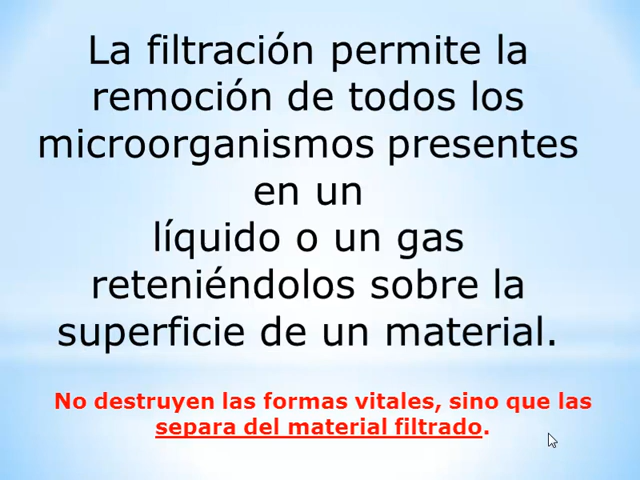 La filtración permite la
remoción de todos los
microorganismos presentes
en un
líquido o un gas
reteniéndolos sobre la
superficie de un material.
No destruyen las formas vitales, sino que las
separa del material filtrado.